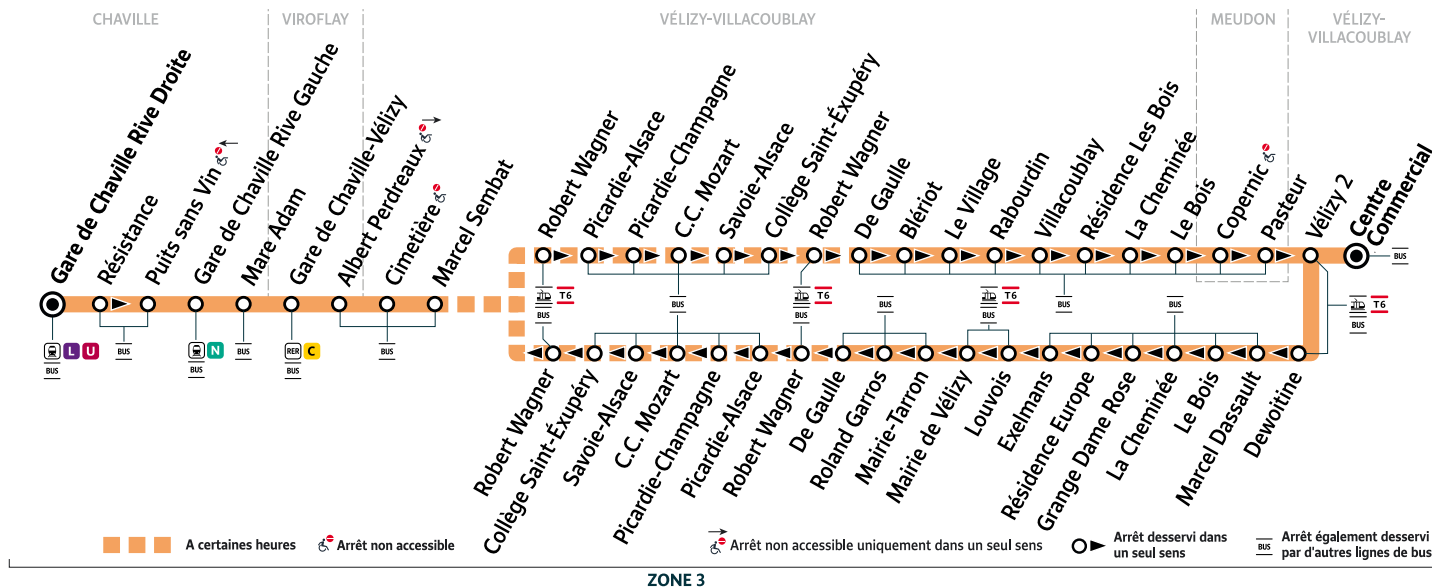 CHAVILLE
VIROFLAY
VÉLIZY-VILLACOUBLAY
MEUDON
VÉLIZY-
VILLACOUBLAY
Gare de Chaville Rive Droite
Résistance
Puits sans Vin
Gare de Chaville Rive Gauche
Mare Adam
Gare de Chaville-Vélizy
Albert Perdreaux
Cimetière
Marcel Sembat
Robert Wagner
Picardie-Alsace
Picardie-Champagne
C.C. Mozart
Savoie-Alsace
Collège Saint-Éxupéry
Robert Wagner
De Gaulle
Blériot
Le Village
Rabourdin
Villacoublay
Résidence Les Bois
La Cheminée
Le Bois
Copernic
Pasteur
Vélizy 2
Centre
Commercial
BUS
L U
BUS
BUS
N
BUS
BUS
RER C
BUS
BUS
T6
BUS
BUS
T6
BUS
BUS
T6
BUS
BUS
BUS
T6
BUS
BUS
Robert Wagner
Collège Saint-Éxupéry
Savoie-Alsace
C.C. Mozart
Picardie-Champagne
Picardie-Alsace
Robert Wagner
De Gaulle
Roland Garros
Mairie-Tarron
Mairie de Vélizy
Louvois
Exelmans
Résidence Europe
Grange Dame Rose
La Cheminée
Le Bois
Marcel Dassault
Dewoitine
A certaines heures
Arrêt non accessible
Arrêt non accessible uniquement dans un seul sens
Arrêt desservi dans
un seul sens
BUS
Arrêt également desservi
par d'autres lignes de bus
ZONE 3